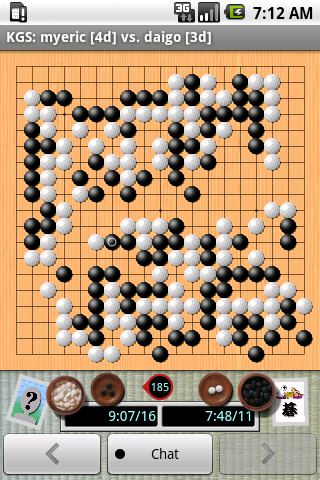 3G
7:12 AM
KGS: myeric [4d] vs. daigo [3d]
?
185
9:07/16
7:48/11
Chat